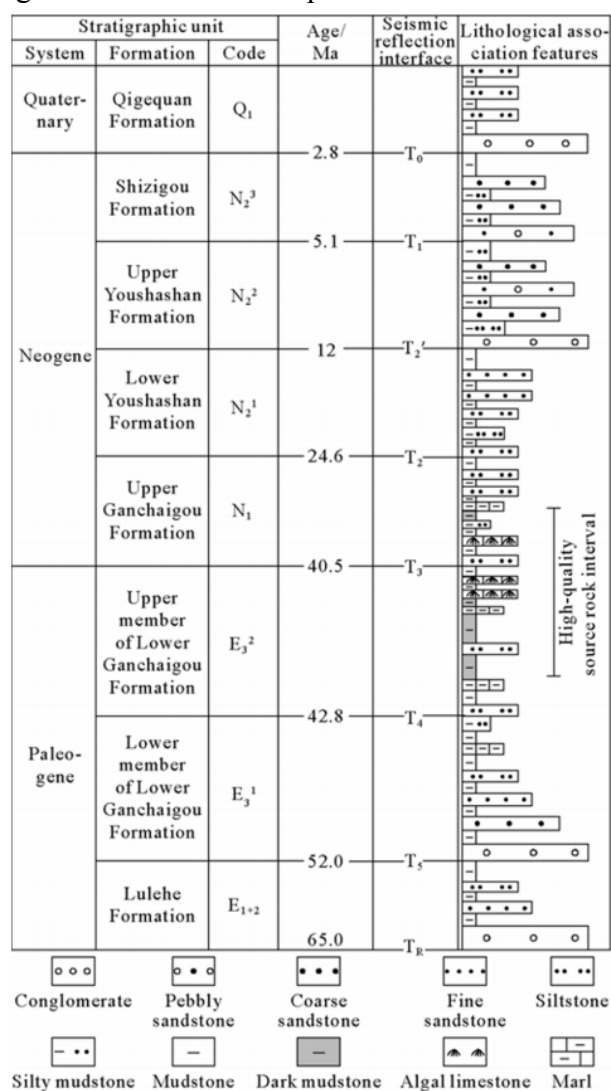 Stratigraphic unit
Age/
Ma
Seismic
reflection
interface
Lithological asso-
ciation features
System
Formation
Code
Quater-
nary
Qigequan
Formation
Q₁
2.8
T₀
Neogene
Shizigou
Formation
N₂³
5.1
T₁
Upper
Youshashan
Formation
N₂²
12
T₂′
Lower
Youshashan
Formation
N₂¹
24.6
T₂
Upper
Ganchaigou
Formation
N₁
40.5
T₃
High-quality
source rock interval
Paleo-
gene
Upper
member
of Lower
Ganchaigou
Formation
E₃²
42.8
T₄
Lower
member
of Lower
Ganchaigou
Formation
E₃¹
52.0
T₅
Lulehe
Formation
E₁₊₂
65.0
T_R
Conglomerate
Pebbly
sandstone
Coarse
sandstone
Fine
sandstone
Siltstone
Silty mudstone
Mudstone
Dark mudstone
Algal limestone
Marl